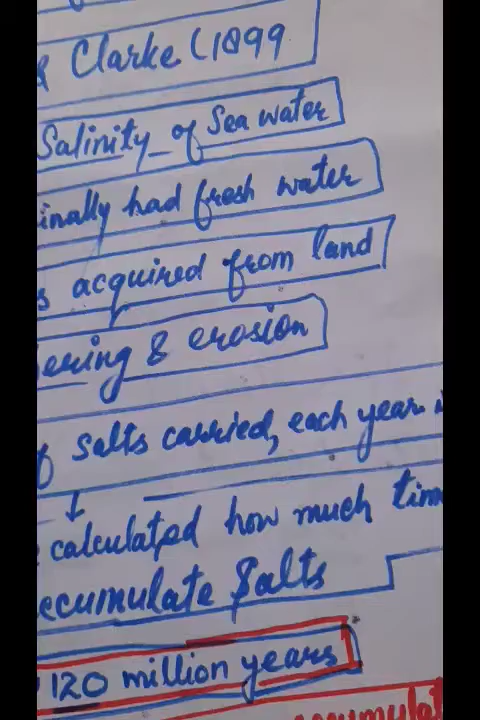 & Clarke (1899
Salinity of Sea water
inally had fresh water
s acquired from land
ering & erosion
f salts carried, each year
calculated how much tim
ccumulate salts
120 million years
ccumulat